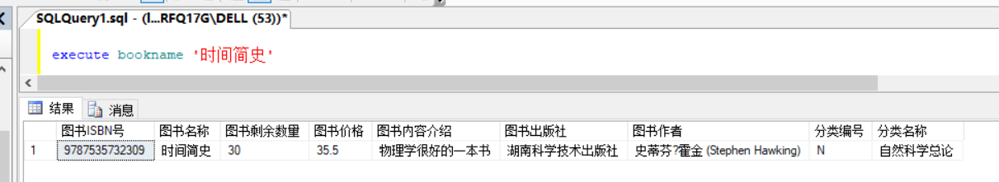 SQLQuery1.sql - (l...RFQ17G\DELL (53))*
execute bookname '时间简史'
结果 消息
图书ISBN号 图书名称 图书剩余数量 图书价格 图书内容介绍 图书出版社 图书作者 分类编号 分类名称
1 9787535732309 时间简史 30 35.5 物理学很好的一本书 湖南科学技术出版社 史蒂芬?霍金 (Stephen Hawking) N 自然科学总论